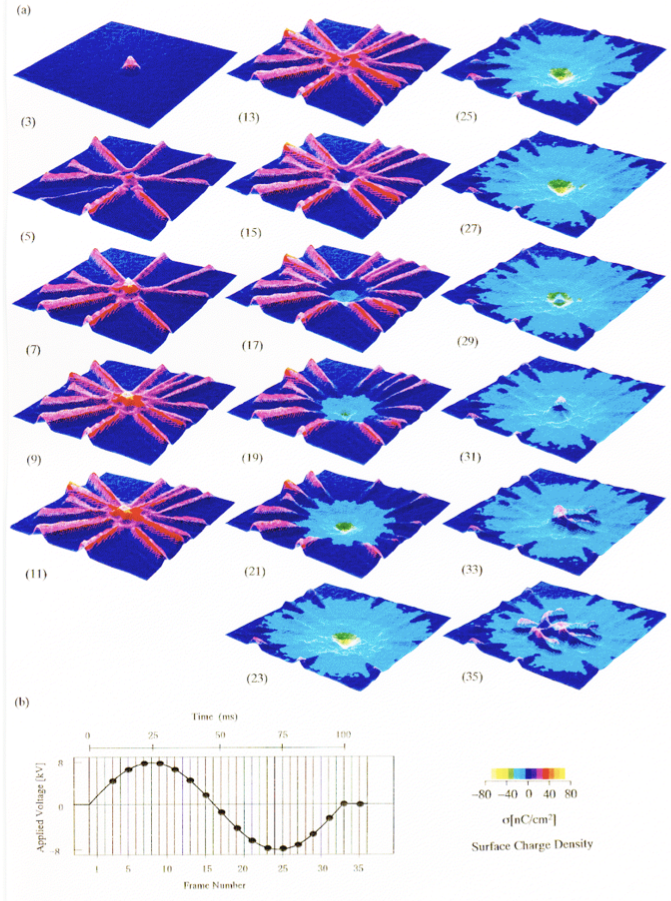 (a)
(3)
(13)
(25)
(5)
(15)
(27)
(7)
(17)
(29)
(9)
(19)
(31)
(11)
(21)
(33)
(23)
(35)
(b)
Time (ms)
0 25 50 75 100
8
0
-8
Applied Voltage [kV]
1 5 10 15 20 25 30 35
Frame Number
-80 -40 0 40 80
σ[nC/cm²]
Surface Charge Density